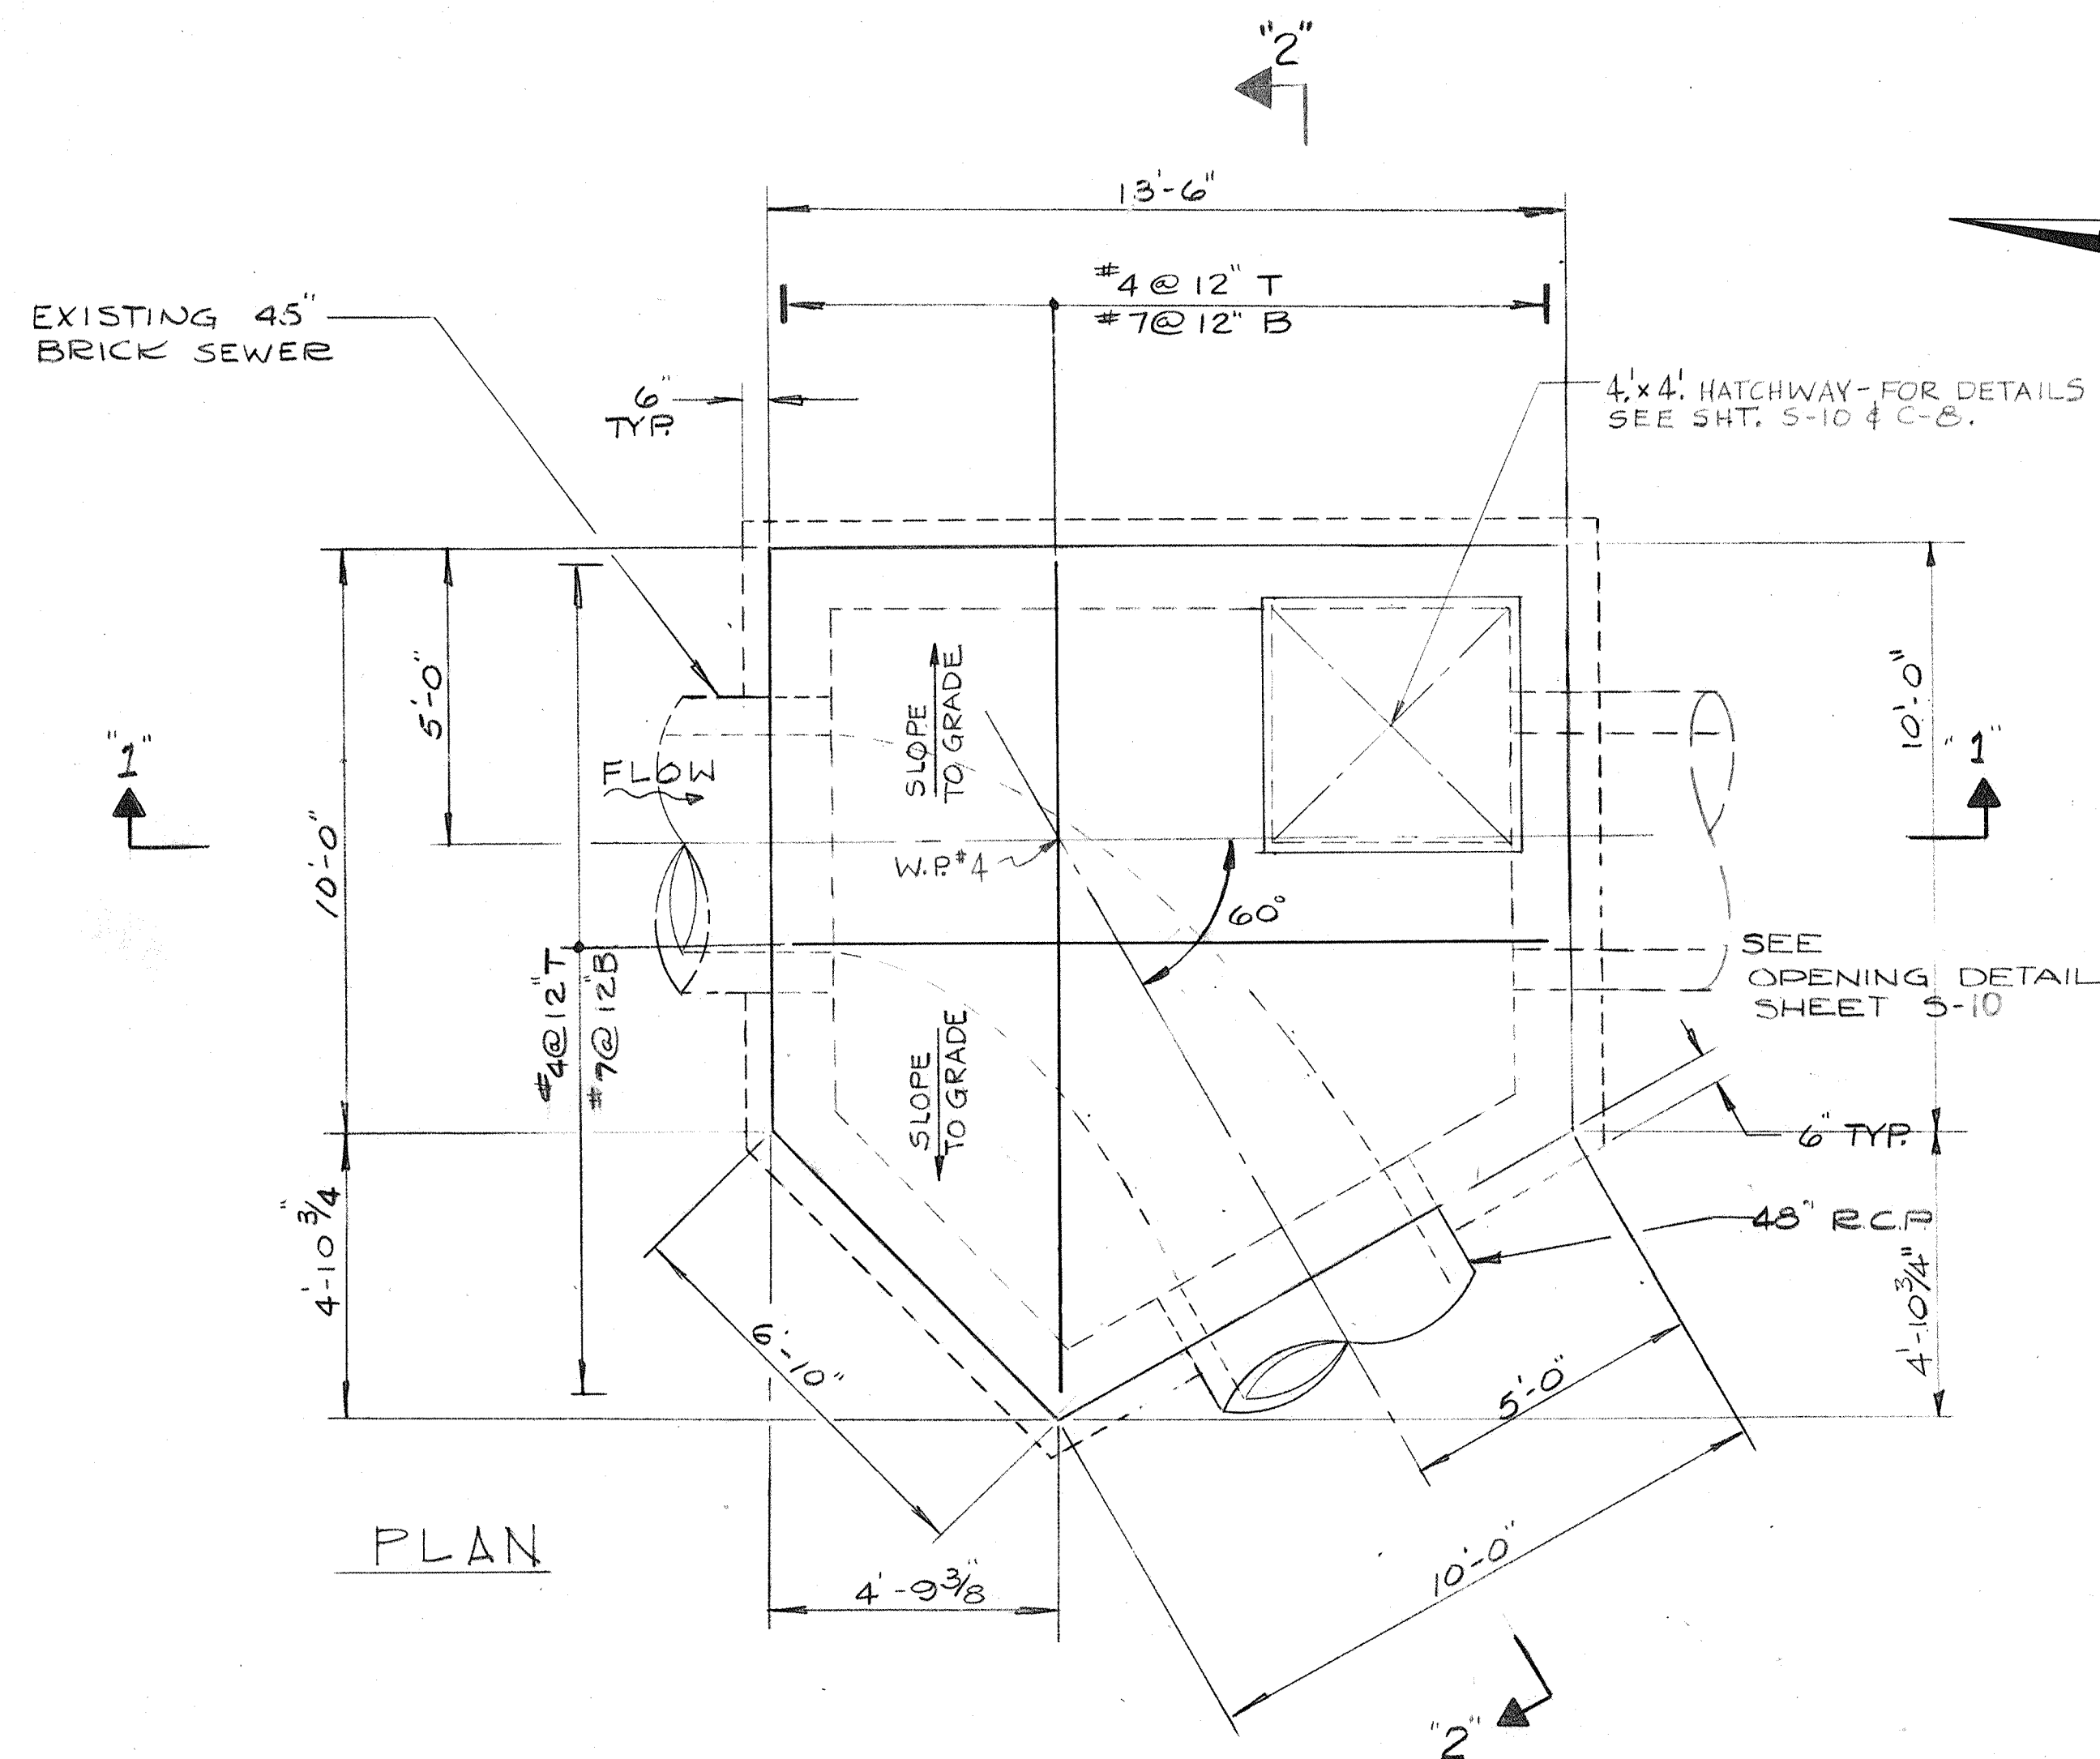 "2"
13'-6"
#4 @ 12" T
#7@ 12" B
EXISTING 45"
BRICK SEWER
6"
TYP.
4'x4' HATCHWAY-FOR DETAILS
SEE SHT. S-10 & C-8.
5'-0"
10'-0"
SLOPE
TO GRADE
FLOW
10'-0"
"1"
"1"
W.P.#4
60°
SEE
OPENING DETAIL
SHEET S-10
#4@12"T
#7@12"B
SLOPE
TO GRADE
6" TYP.
4'-10 3/4"
48" R.C.P.
4'-10 3/4"
6'-10"
5'-0"
10'-0"
PLAN
4'-9 3/8"
"2"